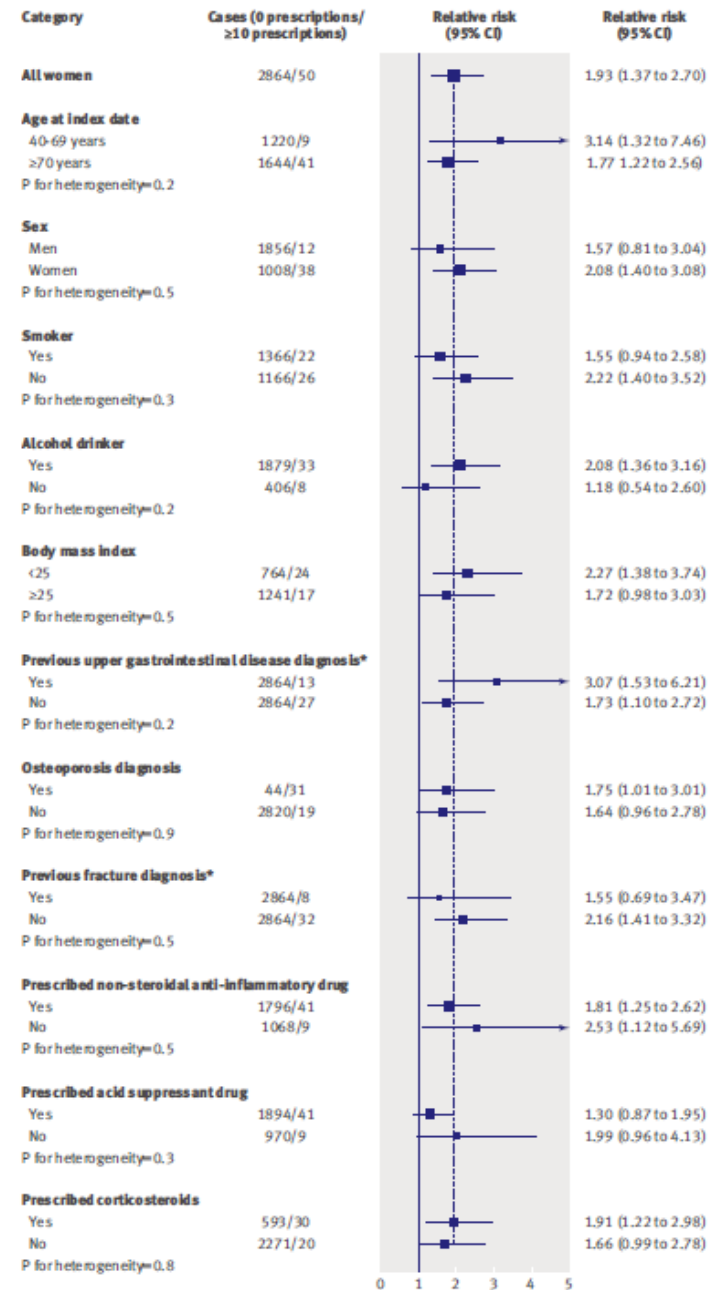 Category Cases (0 prescriptions/ Relative risk Relative risk
≥10 prescriptions) (95% CI) (95% CI)
All women 2864/50 1.93 (1.37 to 2.70)
Age at index date
40-69 years 1220/9 3.14 (1.32 to 7.46)
≥70 years 1644/41 1.77 1.22 to 2.56)
P for heterogeneity=0.2
Sex
Men 1856/12 1.57 (0.81 to 3.04)
Women 1008/38 2.08 (1.40 to 3.08)
P for heterogeneity=0.5
Smoker
Yes 1366/22 1.55 (0.94 to 2.58)
No 1166/26 2.22 (1.40 to 3.52)
P for heterogeneity=0.3
Alcohol drinker
Yes 1879/33 2.08 (1.36 to 3.16)
No 406/8 1.18 (0.54 to 2.60)
P for heterogeneity=0.2
Body mass index
<25 764/24 2.27 (1.38 to 3.74)
≥25 1241/17 1.72 (0.98 to 3.03)
P for heterogeneity=0.5
Previous upper gastrointestinal disease diagnosis*
Yes 2864/13 3.07 (1.53 to 6.21)
No 2864/27 1.73 (1.10 to 2.72)
P for heterogeneity=0.2
Osteoporosis diagnosis
Yes 44/31 1.75 (1.01 to 3.01)
No 2820/19 1.64 (0.96 to 2.78)
P for heterogeneity=0.9
Previous fracture diagnosis*
Yes 2864/8 1.55 (0.69 to 3.47)
No 2864/32 2.16 (1.41 to 3.32)
P for heterogeneity=0.5
Prescribed non-steroidal anti-inflammatory drug
Yes 1796/41 1.81 (1.25 to 2.62)
No 1068/9 2.53 (1.12 to 5.69)
P for heterogeneity=0.5
Prescribed acid suppressant drug
Yes 1894/41 1.30 (0.87 to 1.95)
No 970/9 1.99 (0.96 to 4.13)
P for heterogeneity=0.3
Prescribed corticosteroids
Yes 593/30 1.91 (1.22 to 2.98)
No 2271/20 1.66 (0.99 to 2.78)
P for heterogeneity=0.8
0 1 2 3 4 5